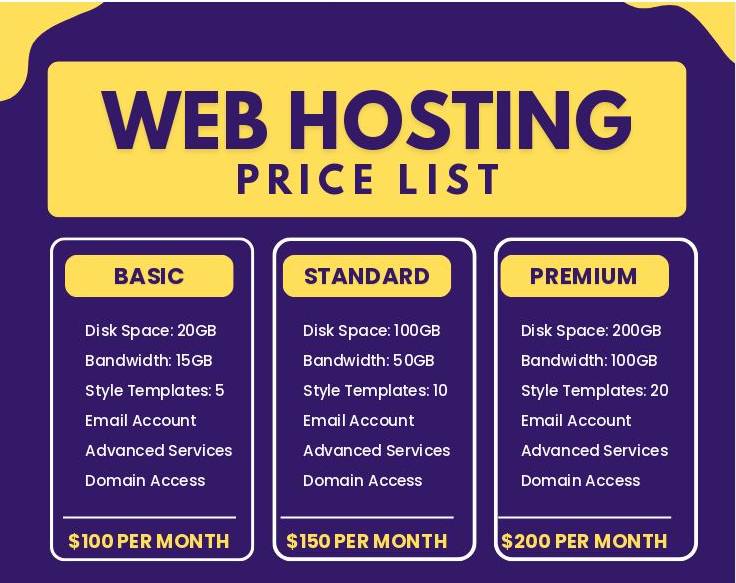 WEB HOSTING
PRICE LIST
BASIC
Disk Space: 20GB
Bandwidth: 15GB
Style Templates: 5
Email Account
Advanced Services
Domain Access
$100 PER MONTH
STANDARD
Disk Space: 100GB
Bandwidth: 50GB
Style Templates: 10
Email Account
Advanced Services
Domain Access
$150 PER MONTH
PREMIUM
Disk Space: 200GB
Bandwidth: 100GB
Style Templates: 20
Email Account
Advanced Services
Domain Access
$200 PER MONTH